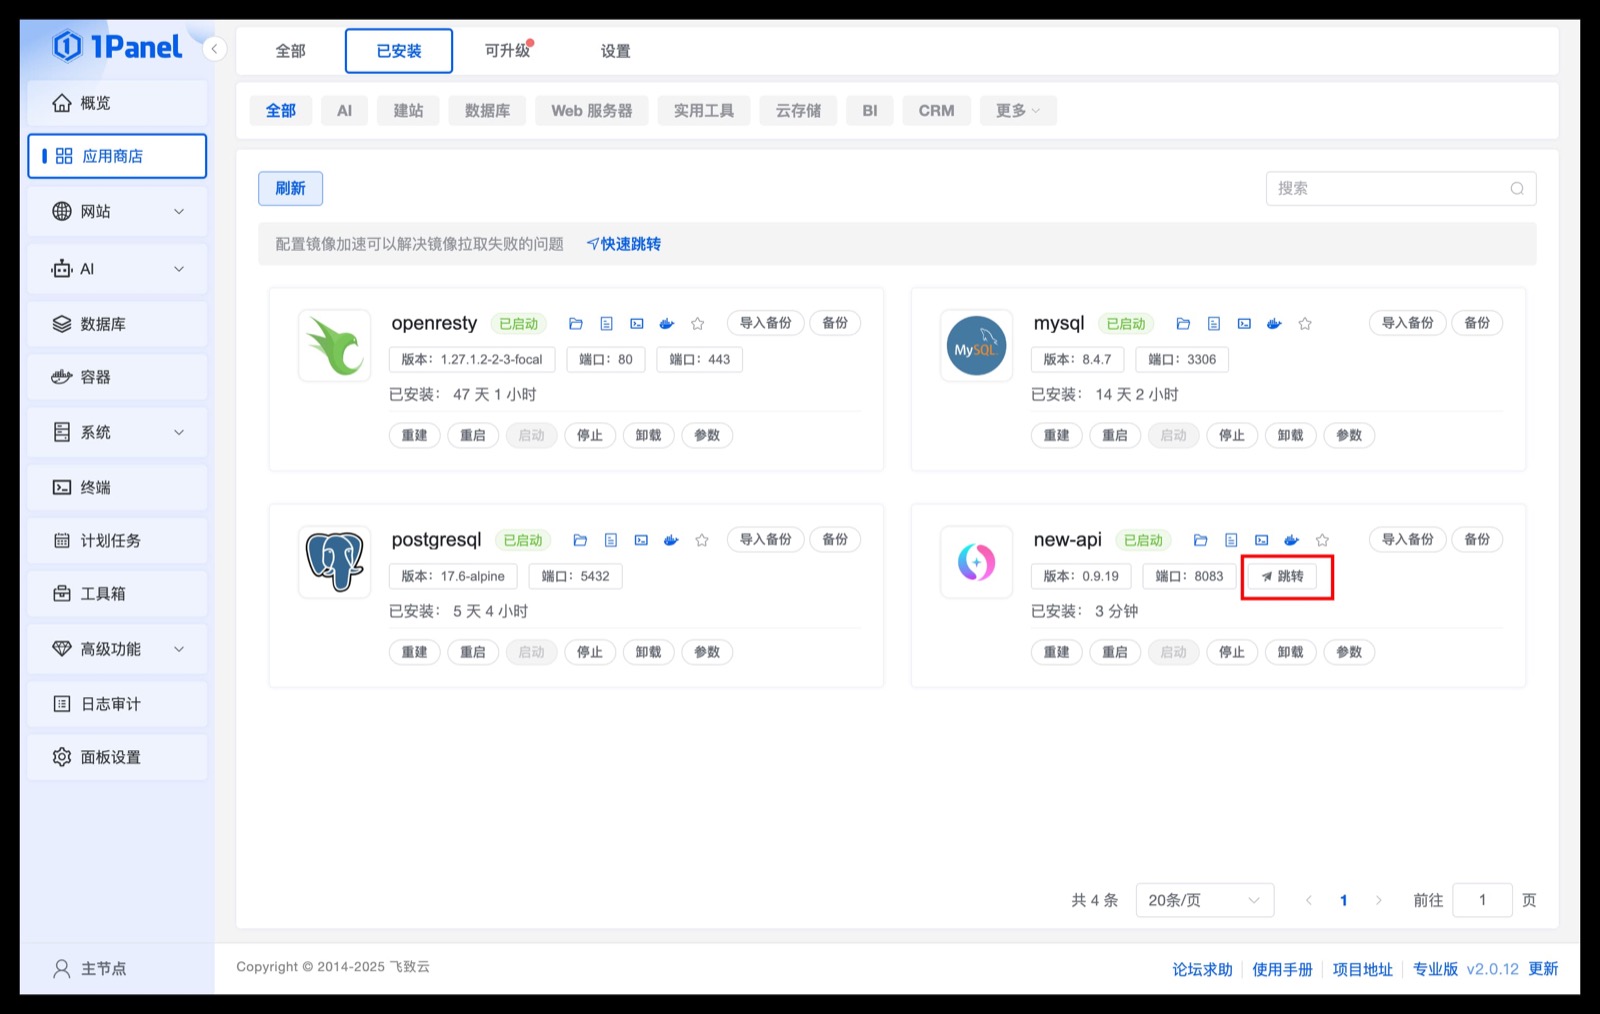 1Panel
全部 已安装 可升级 设置
概览
应用商店
网站
AI
数据库
容器
系统
终端
计划任务
工具箱
高级功能
日志审计
面板设置
主节点
全部 AI 建站 数据库 Web 服务器 实用工具 云存储 BI CRM 更多
刷新 搜索
配置镜像加速可以解决镜像拉取失败的问题 快速跳转
openresty 已启动 导入备份 备份
版本：1.27.1.2-2-3-focal 端口：80 端口：443
已安装： 47 天 1 小时
重建 重启 启动 停止 卸载 参数
MySQL
mysql 已启动 导入备份 备份
版本：8.4.7 端口：3306
已安装： 14 天 2 小时
重建 重启 启动 停止 卸载 参数
postgresql 已启动 导入备份 备份
版本：17.6-alpine 端口：5432
已安装： 5 天 4 小时
重建 重启 启动 停止 卸载 参数
new-api 已启动 导入备份 备份
版本：0.9.19 端口：8083 跳转
已安装： 3 分钟
重建 重启 启动 停止 卸载 参数
共 4 条 20条/页 1 前往 1 页
Copyright © 2014-2025 飞致云
论坛求助 使用手册 项目地址 专业版 v2.0.12 更新